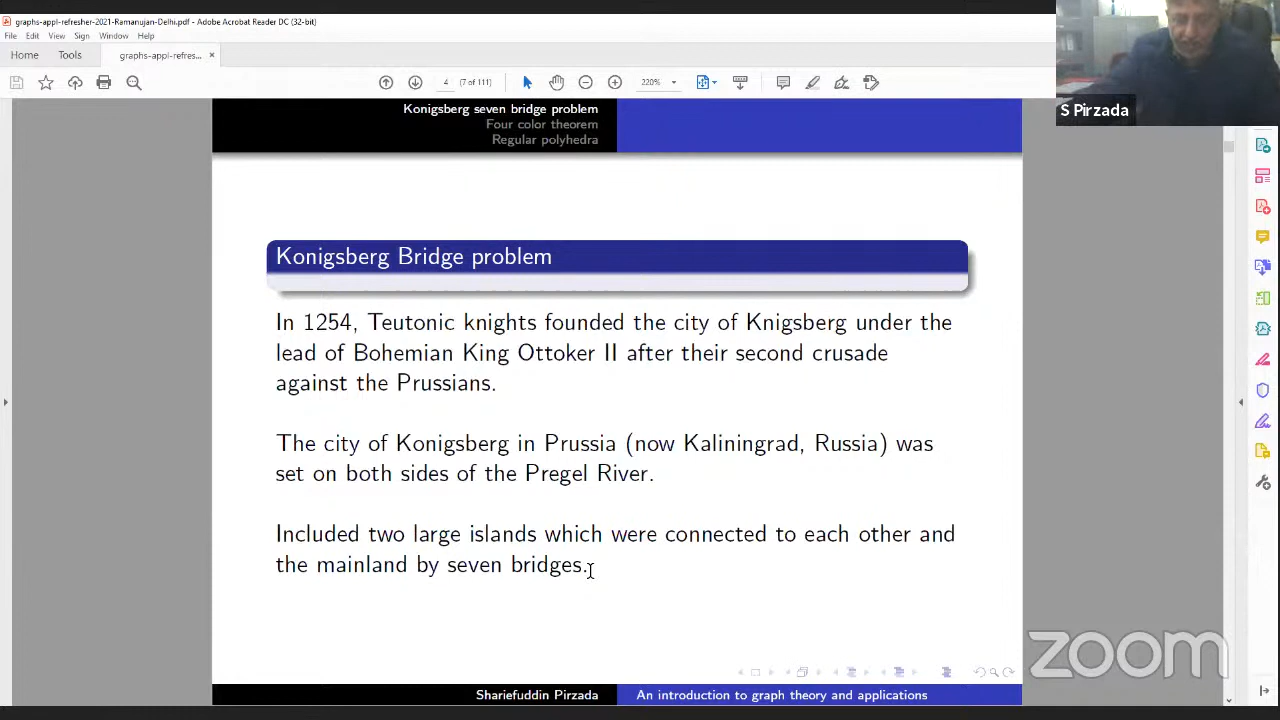 graphs-appl-refresher-2021-Ramanujan-Delhi.pdf - Adobe Acrobat Reader DC (32-bit)
File Edit View Sign Window Help
Home Tools graphs-appl-refres... ×
4 (7 of 111) 220%
S Pirzada
Konigsberg seven bridge problem
Four color theorem
Regular polyhedra
Konigsberg Bridge problem
In 1254, Teutonic knights founded the city of Knigsberg under the
lead of Bohemian King Ottoker II after their second crusade
against the Prussians.
The city of Konigsberg in Prussia (now Kaliningrad, Russia) was
set on both sides of the Pregel River.
Included two large islands which were connected to each other and
the mainland by seven bridges.
zoom
Shariefuddin Pirzada An introduction to graph theory and applications